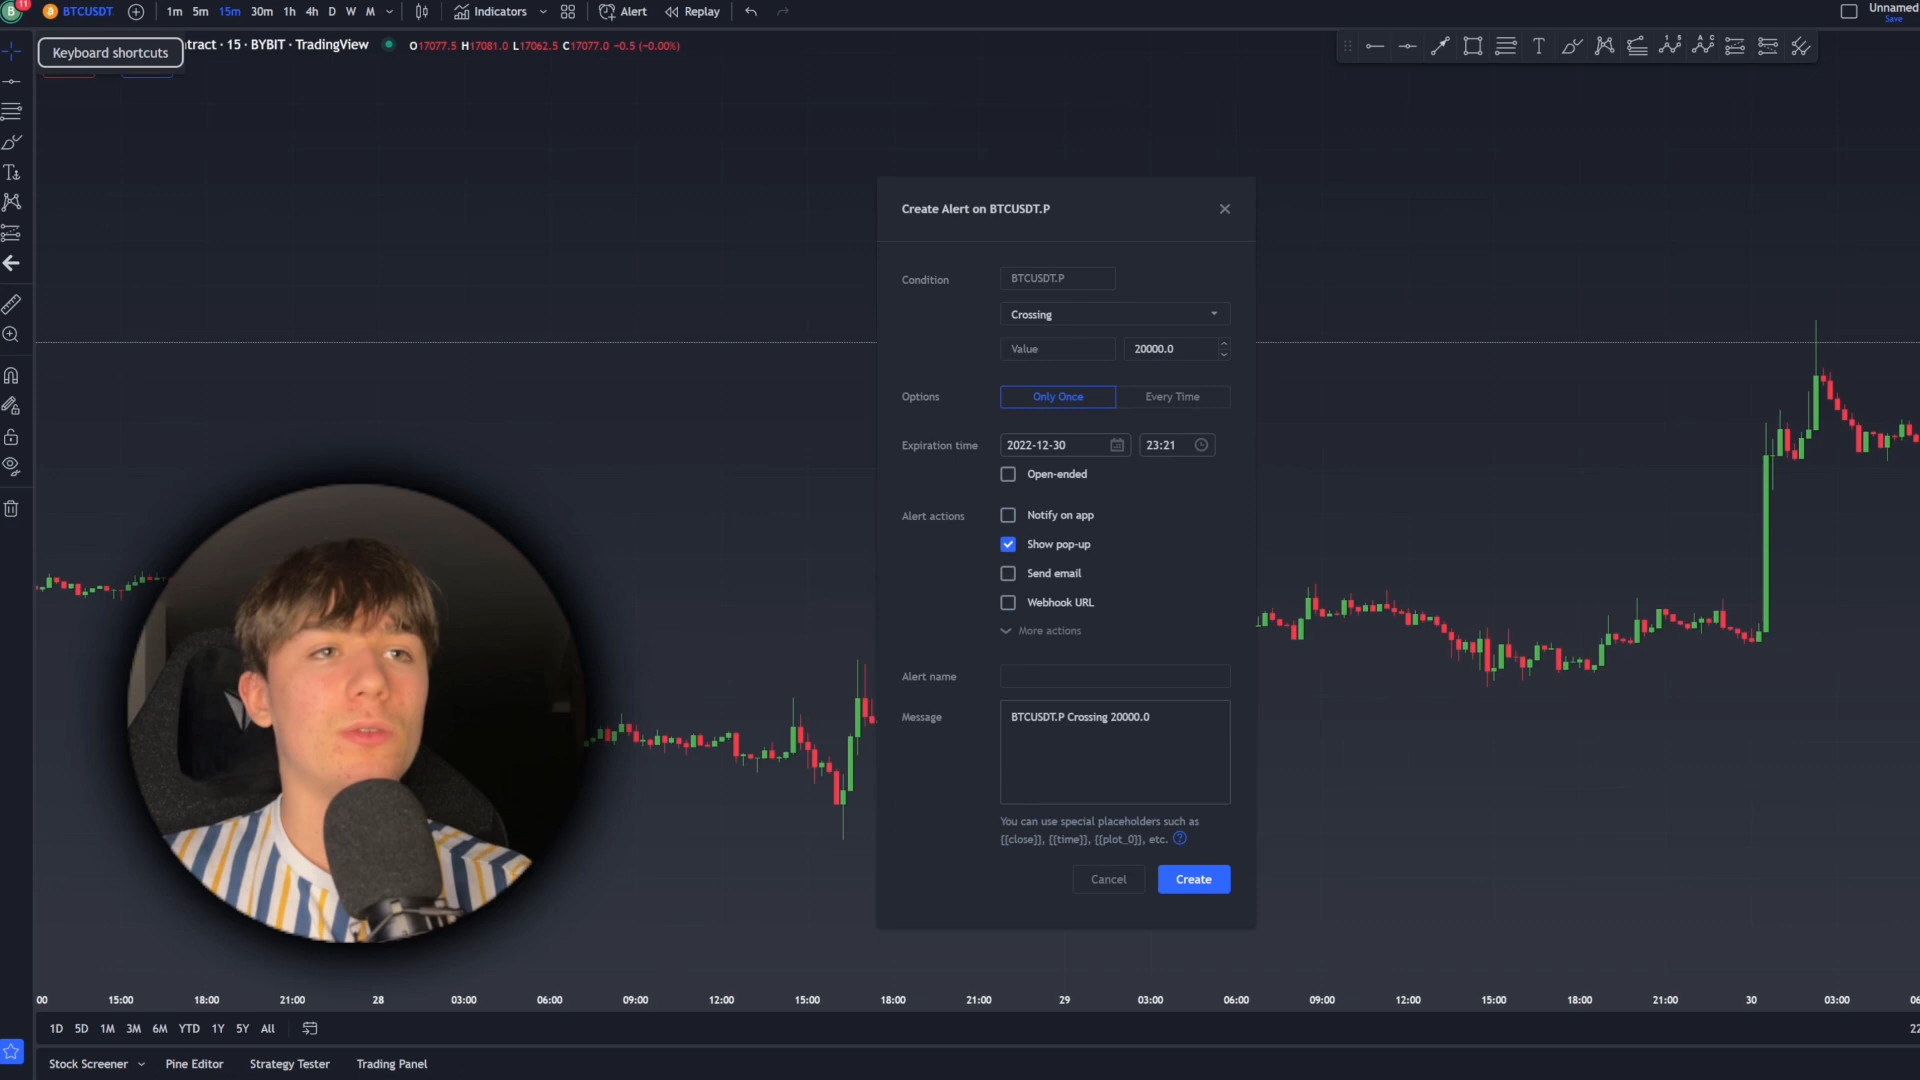 B 11 BTCUSDT 1m 5m 15m 30m 1h 4h D W M Indicators Alert Replay Unnamed
Save
Keyboard shortcuts tract · 15 · BYBIT · TradingView O17077.5 H17081.0 L17062.5 C17077.0 -0.5 (-0.00%)
Create Alert on BTCUSDT.P
Condition BTCUSDT.P
Crossing
Value 20000.0
Options Only Once Every Time
Expiration time 2022-12-30 23:21
Open-ended
Alert actions Notify on app
Show pop-up
Send email
Webhook URL
More actions
Alert name
Message BTCUSDT.P Crossing 20000.0
You can use special placeholders such as
{{close}}, {{time}}, {{plot_0}}, etc.
Cancel Create
00 15:00 18:00 21:00 28 03:00 06:00 09:00 12:00 15:00 18:00 21:00 29 03:00 06:00 09:00 12:00 15:00 18:00 21:00 30 03:00 06
1D 5D 1M 3M 6M YTD 1Y 5Y All 22
Stock Screener Pine Editor Strategy Tester Trading Panel